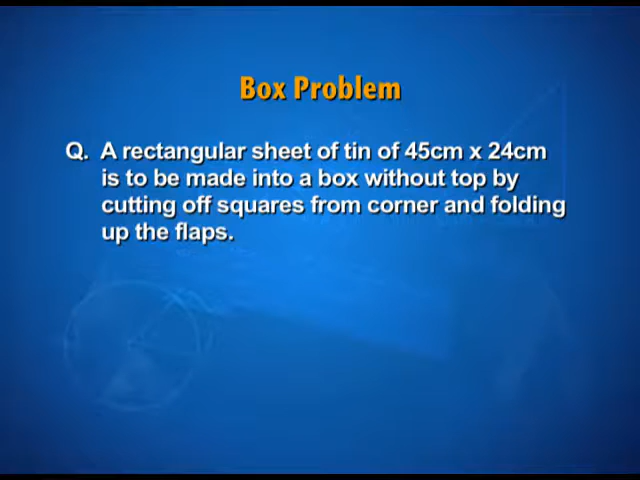 Box Problem
Q. A rectangular sheet of tin of 45cm x 24cm
is to be made into a box without top by
cutting off squares from corner and folding
up the flaps.